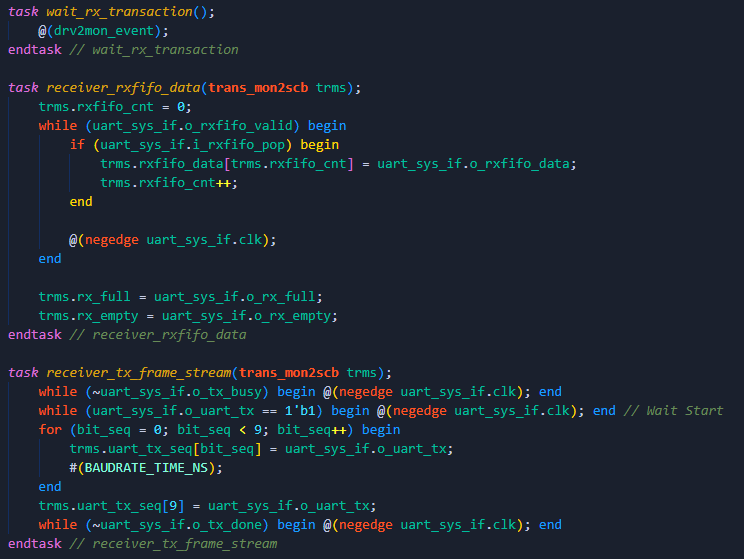 task wait_rx_transaction();
    @(drv2mon_event);
endtask // wait_rx_transaction

task receiver_rxfifo_data(trans_mon2scb trms);
    trms.rxfifo_cnt = 0;
    while (uart_sys_if.o_rxfifo_valid) begin
        if (uart_sys_if.i_rxfifo_pop) begin
            trms.rxfifo_data[trms.rxfifo_cnt] = uart_sys_if.o_rxfifo_data;
            trms.rxfifo_cnt++;
        end

        @(negedge uart_sys_if.clk);
    end

    trms.rx_full = uart_sys_if.o_rx_full;
    trms.rx_empty = uart_sys_if.o_rx_empty;
endtask // receiver_rxfifo_data

task receiver_tx_frame_stream(trans_mon2scb trms);
    while (~uart_sys_if.o_tx_busy) begin @(negedge uart_sys_if.clk); end
    while (uart_sys_if.o_uart_tx == 1'b1) begin @(negedge uart_sys_if.clk); end // Wait Start
    for (bit_seq = 0; bit_seq < 9; bit_seq++) begin
        trms.uart_tx_seq[bit_seq] = uart_sys_if.o_uart_tx;
        #(BAUDRATE_TIME_NS);
    end
    trms.uart_tx_seq[9] = uart_sys_if.o_uart_tx;
    while (~uart_sys_if.o_tx_done) begin @(negedge uart_sys_if.clk); end
endtask // receiver_tx_frame_stream